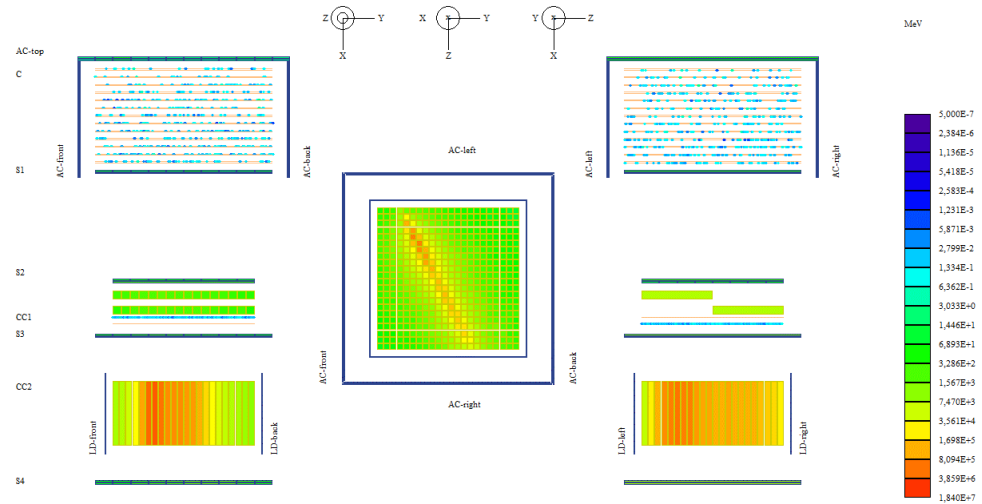 MeV
Z Y X
X Y Z
Y Z X
AC-top
C
AC-front
AC-back
AC-left
AC-right
S1
AC-left
AC-front
AC-back
AC-right
S2
CC1
S3
CC2
LD-front
LD-back
LD-left
LD-right
S4
5,000E-7
2,384E-6
1,136E-5
5,418E-5
2,583E-4
1,231E-3
5,871E-3
2,799E-2
1,334E-1
6,362E-1
3,033E+0
1,446E+1
6,893E+1
3,286E+2
1,567E+3
7,470E+3
3,561E+4
1,698E+5
8,094E+5
3,859E+6
1,840E+7